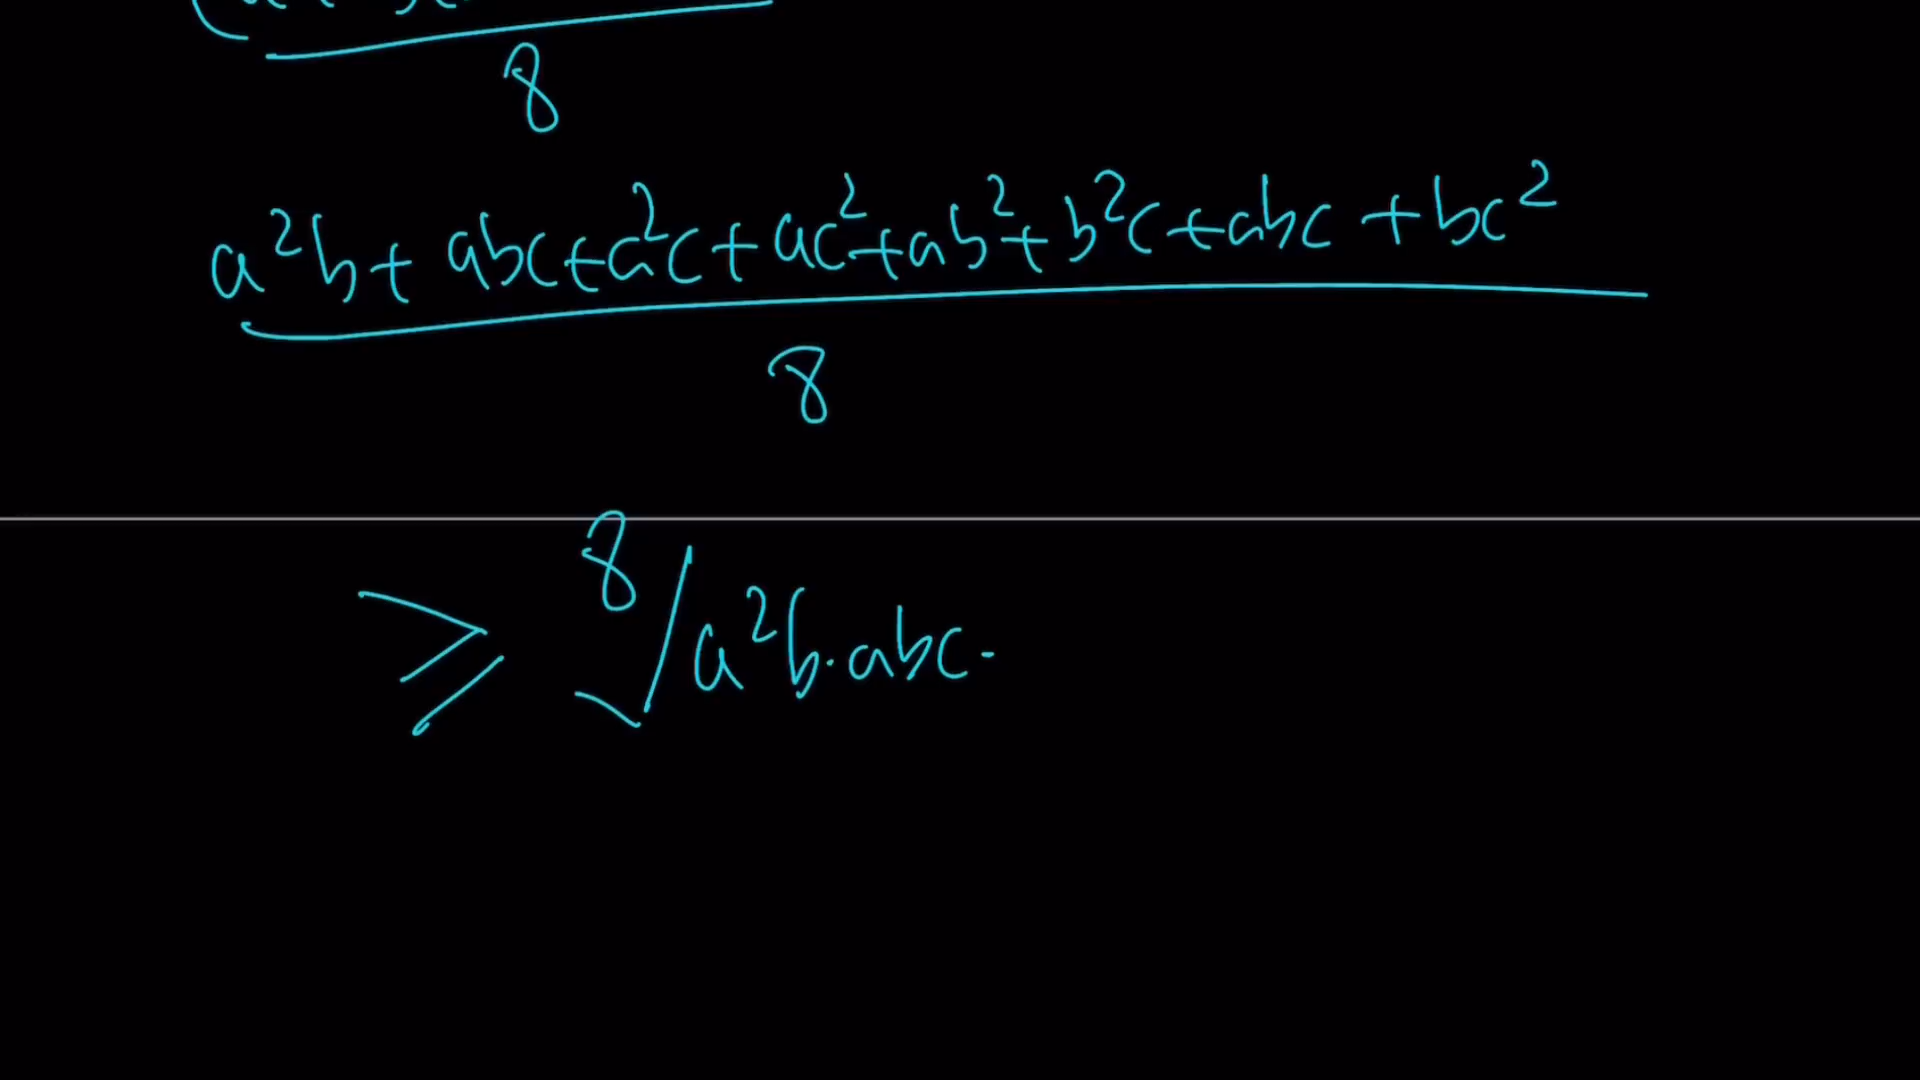 8
a²b + abc + a²c + ac² + ab² + b²c + abc + bc²
8
≥ ⁸√a²b·abc·